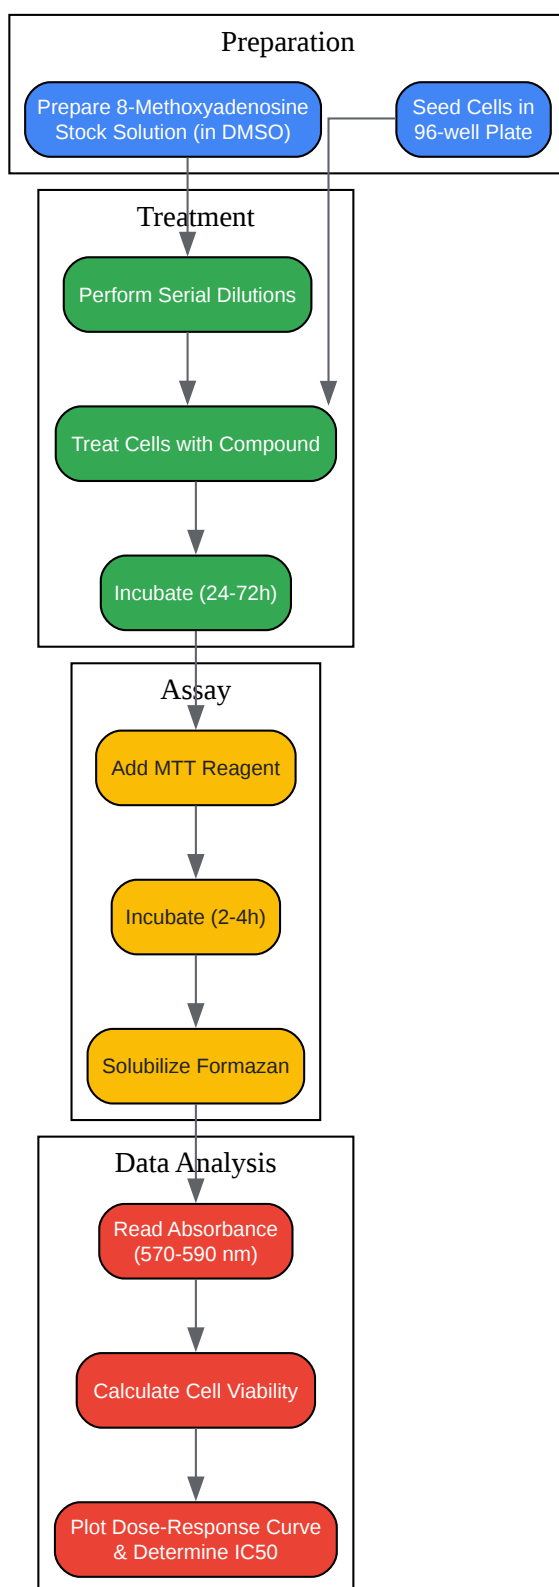 Preparation
Prepare 8-Methoxyadenosine
Stock Solution (in DMSO)
Seed Cells in
96-well Plate
Treatment
Perform Serial Dilutions
Treat Cells with Compound
Incubate (24-72h)
Assay
Add MTT Reagent
Incubate (2-4h)
Solubilize Formazan
Data Analysis
Read Absorbance
(570-590 nm)
Calculate Cell Viability
Plot Dose-Response Curve
& Determine IC50